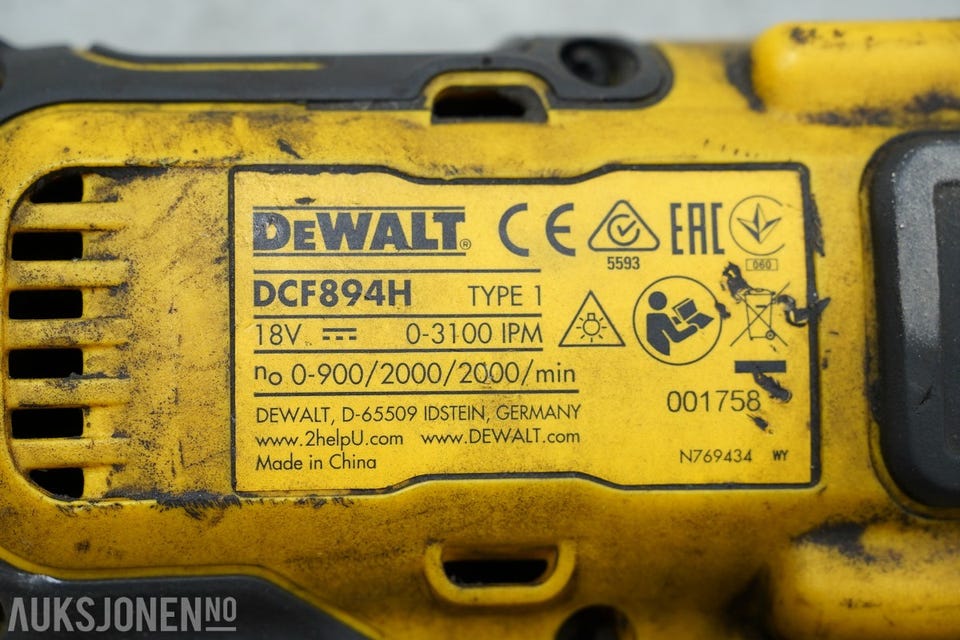 DEWALT®
CE EAC
5593
060
DCF894H TYPE 1
18V ⎓ 0-3100 IPM
n₀ 0-900/2000/2000/min
001758
DEWALT, D-65509 IDSTEIN, GERMANY
www.2helpU.com www.DEWALT.com
Made in China
N769434 WY
AUKSJONEN NO